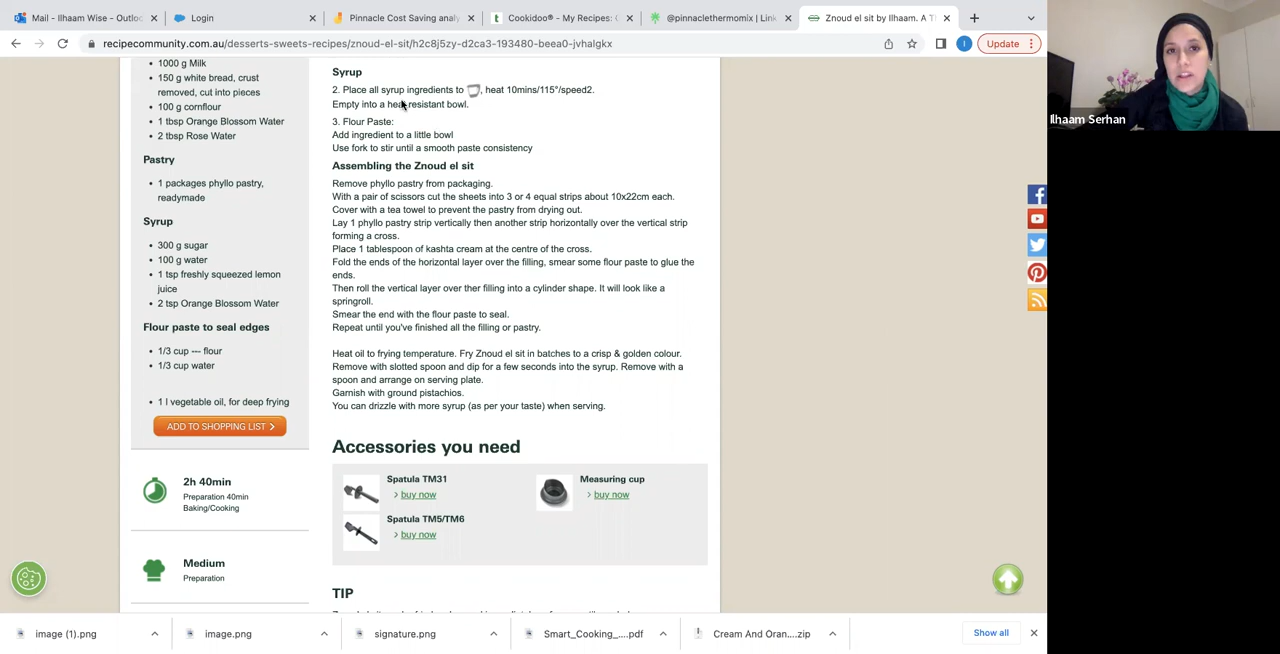 Mail - Ilhaam Wise - Outloo
Login
Pinnacle Cost Saving analy
Cookidoo® - My Recipes: C
@pinnaclethermomix | Link
Znoud el sit by Ilhaam. A Th
recipecommunity.com.au/desserts-sweets-recipes/znoud-el-sit/h2c8j5zy-d2ca3-193480-beea0-jvhalgkx
I
Update
1000 g Milk
150 g white bread, crust
removed, cut into pieces
100 g cornflour
1 tbsp Orange Blossom Water
2 tbsp Rose Water
Pastry
1 packages phyllo pastry,
readymade
Syrup
300 g sugar
100 g water
1 tsp freshly squeezed lemon
juice
2 tsp Orange Blossom Water
Flour paste to seal edges
1/3 cup --- flour
1/3 cup water
1 l vegetable oil, for deep frying
ADD TO SHOPPING LIST
2h 40min
Preparation 40min
Baking/Cooking
Medium
Preparation
Syrup
2. Place all syrup ingredients to , heat 10mins/115°/speed2.
Empty into a heat resistant bowl.
3. Flour Paste:
Add ingredient to a little bowl
Use fork to stir until a smooth paste consistency
Assembling the Znoud el sit
Remove phyllo pastry from packaging.
With a pair of scissors cut the sheets into 3 or 4 equal strips about 10x22cm each.
Cover with a tea towel to prevent the pastry from drying out.
Lay 1 phyllo pastry strip vertically then another strip horizontally over the vertical strip
forming a cross.
Place 1 tablespoon of kashta cream at the centre of the cross.
Fold the ends of the horizontal layer over the filling, smear some flour paste to glue the
ends.
Then roll the vertical layer over ther filling into a cylinder shape. It will look like a
springroll.
Smear the end with the flour paste to seal.
Repeat until you've finished all the filling or pastry.
Heat oil to frying temperature. Fry Znoud el sit in batches to a crisp & golden colour.
Remove with slotted spoon and dip for a few seconds into the syrup. Remove with a
spoon and arrange on serving plate.
Garnish with ground pistachios.
You can drizzle with more syrup (as per your taste) when serving.
Accessories you need
Spatula TM31
buy now
Measuring cup
buy now
Spatula TM5/TM6
buy now
TIP
Ilhaam Serhan
image (1).png
image.png
signature.png
Smart_Cooking_....pdf
Cream And Oran....zip
Show all